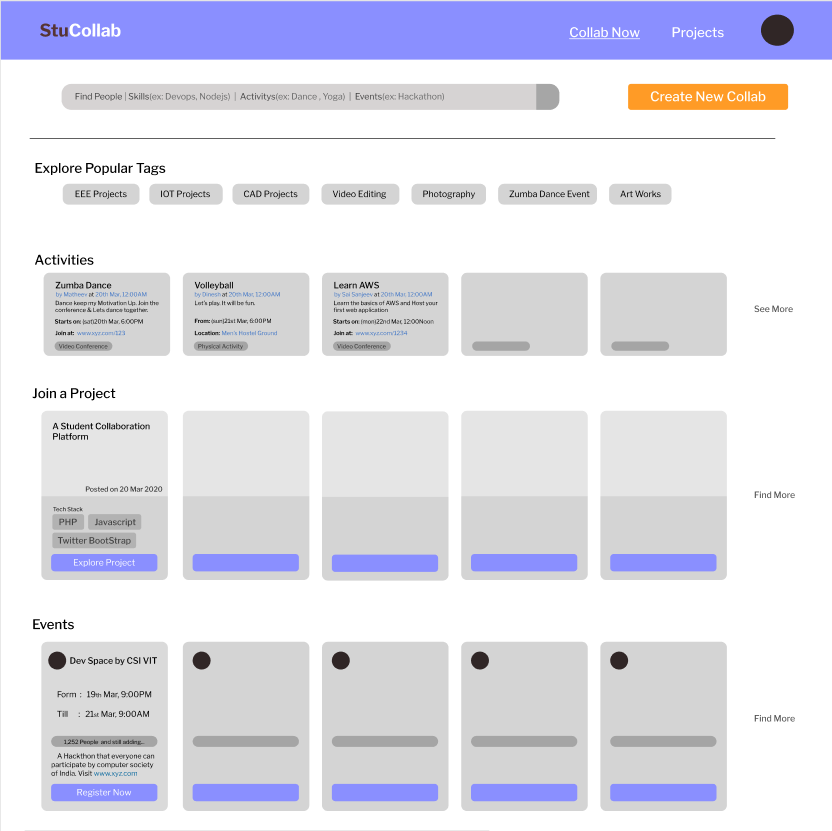 StuCollab
Collab Now
Projects
Find People | Skills(ex: Devops, Nodejs) | Activitys(ex: Dance , Yoga) | Events(ex: Hackathon)
Create New Collab
Explore Popular Tags
EEE Projects
IOT Projects
CAD Projects
Video Editing
Photography
Zumba Dance Event
Art Works
Activities
Zumba Dance
by Matheev at 20th Mar, 12:00AM
Dance keep my Motivation Up. Join the
conference & Lets dance together.
Starts on: (sat)20th Mar, 6:00PM
Join at: www.xyz.com/123
Video Conference
Volleyball
by Dinesh at 20th Mar, 12:00AM
Let's play. It will be fun.
From: (sun)21st Mar, 6:00PM
Location: Men's Hostel Ground
Physical Activity
Learn AWS
by Sai Sanjeev at 20th Mar, 12:00AM
Learn the basics of AWS and Host your
first web application
Starts on: (mon)22nd Mar, 12:00Noon
Join at: www.xyz.com/1234
Video Conference
See More
Join a Project
A Student Collaboration
Platform
Posted on 20 Mar 2020
Tech Stack
PHP
Javascript
Twitter BootStrap
Explore Project
Find More
Events
Dev Space by CSI VIT
Form : 19th Mar, 9:00PM
Till : 21st Mar, 9:00AM
1,252 People and still adding...
A Hackthon that everyone can
participate by computer society
of India. Visit www.xyz.com
Register Now
Find More